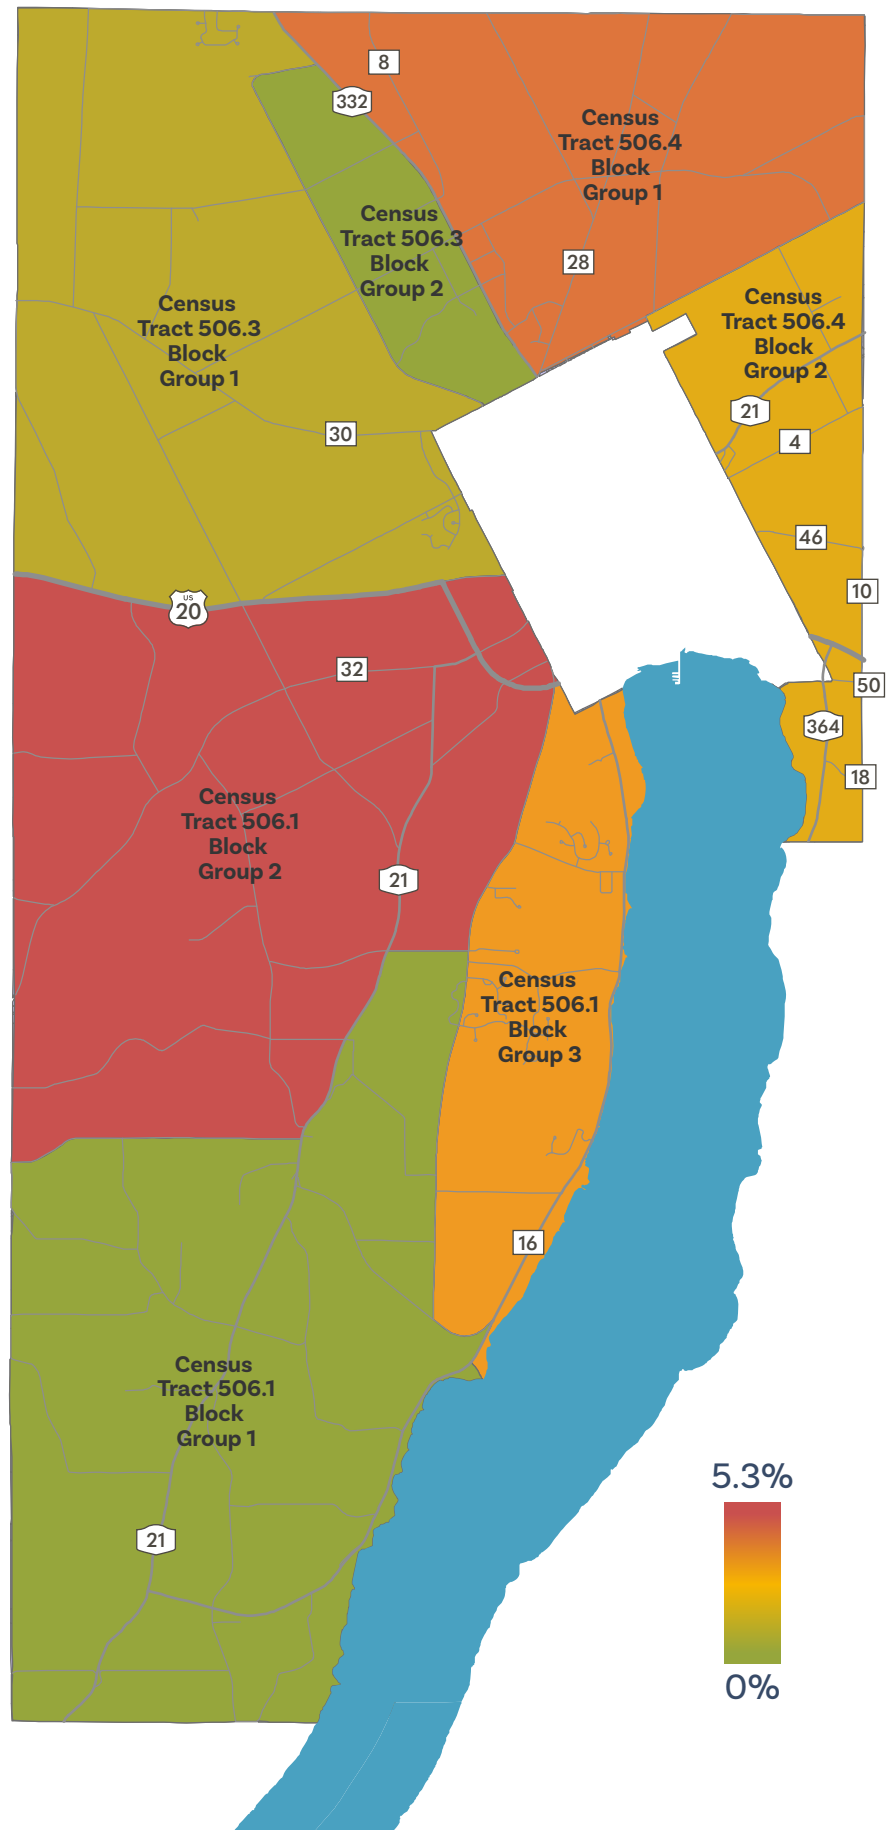 8
332
Census
Tract 506.4
Block
Group 1
Census
Tract 506.3
Block
Group 2
28
Census
Tract 506.3
Block
Group 1
Census
Tract 506.4
Block
Group 2
21
30
4
46
10
US
20
32
50
364
18
Census
Tract 506.1
Block
Group 2
21
Census
Tract 506.1
Block
Group 3
16
Census
Tract 506.1
Block
Group 1
21
5.3%
0%